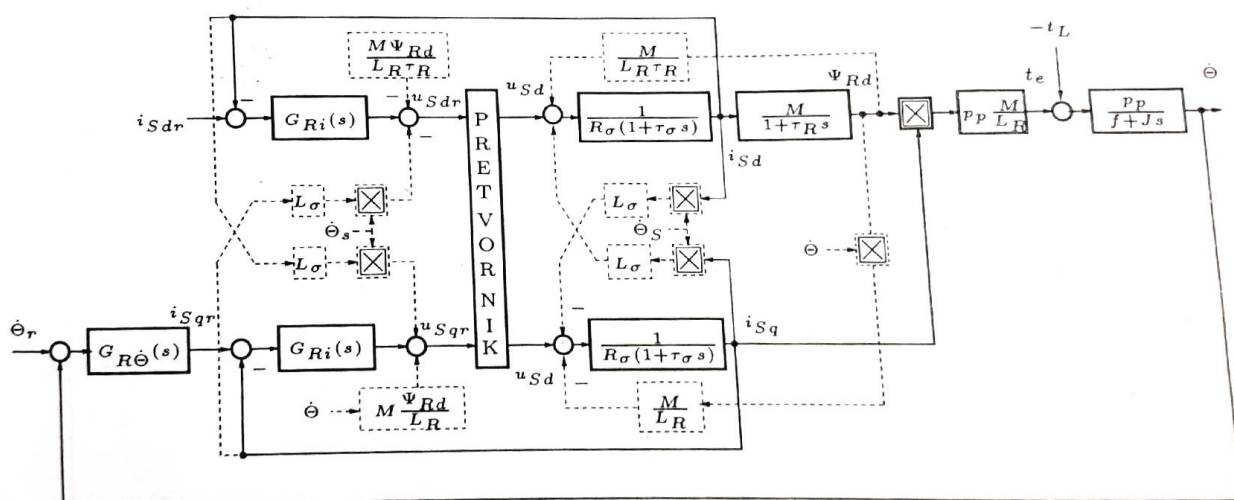 M Ψ_Rd / L_R τ_R
M / L_R τ_R
−t_L
Ψ_Rd
t_e
Θ̇
i_Sdr
−
G_Ri(s)
−
u_Sdr
−
PRETVORNIK
u_Sd
1 / R_σ(1+τ_σ s)
M / 1+τ_R s
p_p M / L_R
p_p / f+Js
i_Sd
L_σ
L_σ
Θ̇_s
Θ̇_S
Θ̇
L_σ
L_σ
Θ̇_r
G_RΘ̇(s)
i_Sqr
−
G_Ri(s)
u_Sqr
−
1 / R_σ(1+τ_σ s)
i_Sq
u_Sd
−
Θ̇
M Ψ_Rd / L_R
M / L_R